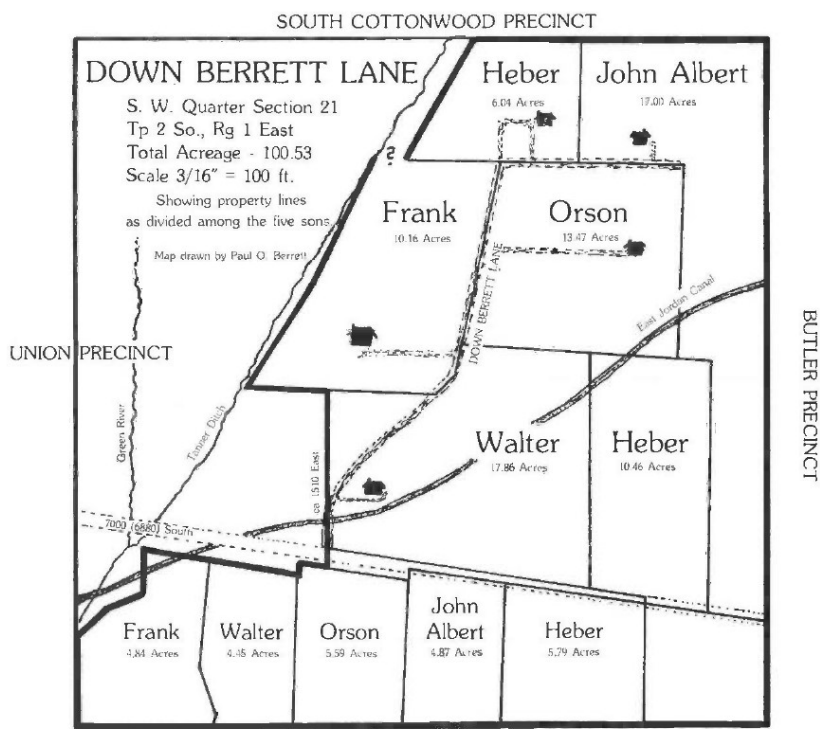 SOUTH COTTONWOOD PRECINCT
DOWN BERRETT LANE
S. W. Quarter Section 21
Tp 2 So., Rg 1 East
Total Acreage - 100.53
Scale 3/16" = 100 ft.
Showing property lines
as divided among the five sons
Map drawn by Paul O. Berrett
Heber
6.04 Acres
John Albert
17.00 Acres
?
Frank
10.16 Acres
Orson
13.47 Acres
DOWN BERRETT LANE
East Jordan Canal
UNION PRECINCT
BUTLER PRECINCT
Green River
Tanner Ditch
Walter
17.86 Acres
Heber
10.46 Acres
ca 1510 East
7000 (6880) South
Frank
4.84 Acres
Walter
4.45 Acres
Orson
5.59 Acres
John
Albert
4.87 Acres
Heber
5.79 Acres